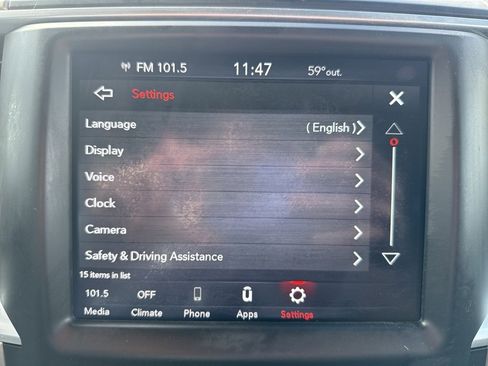 FM 101.5 11:47 59°out.
Settings
Language ( English )
Display
Voice
Clock
Camera
Safety & Driving Assistance
15 items in list
101.5 OFF
Media Climate Phone Apps Settings